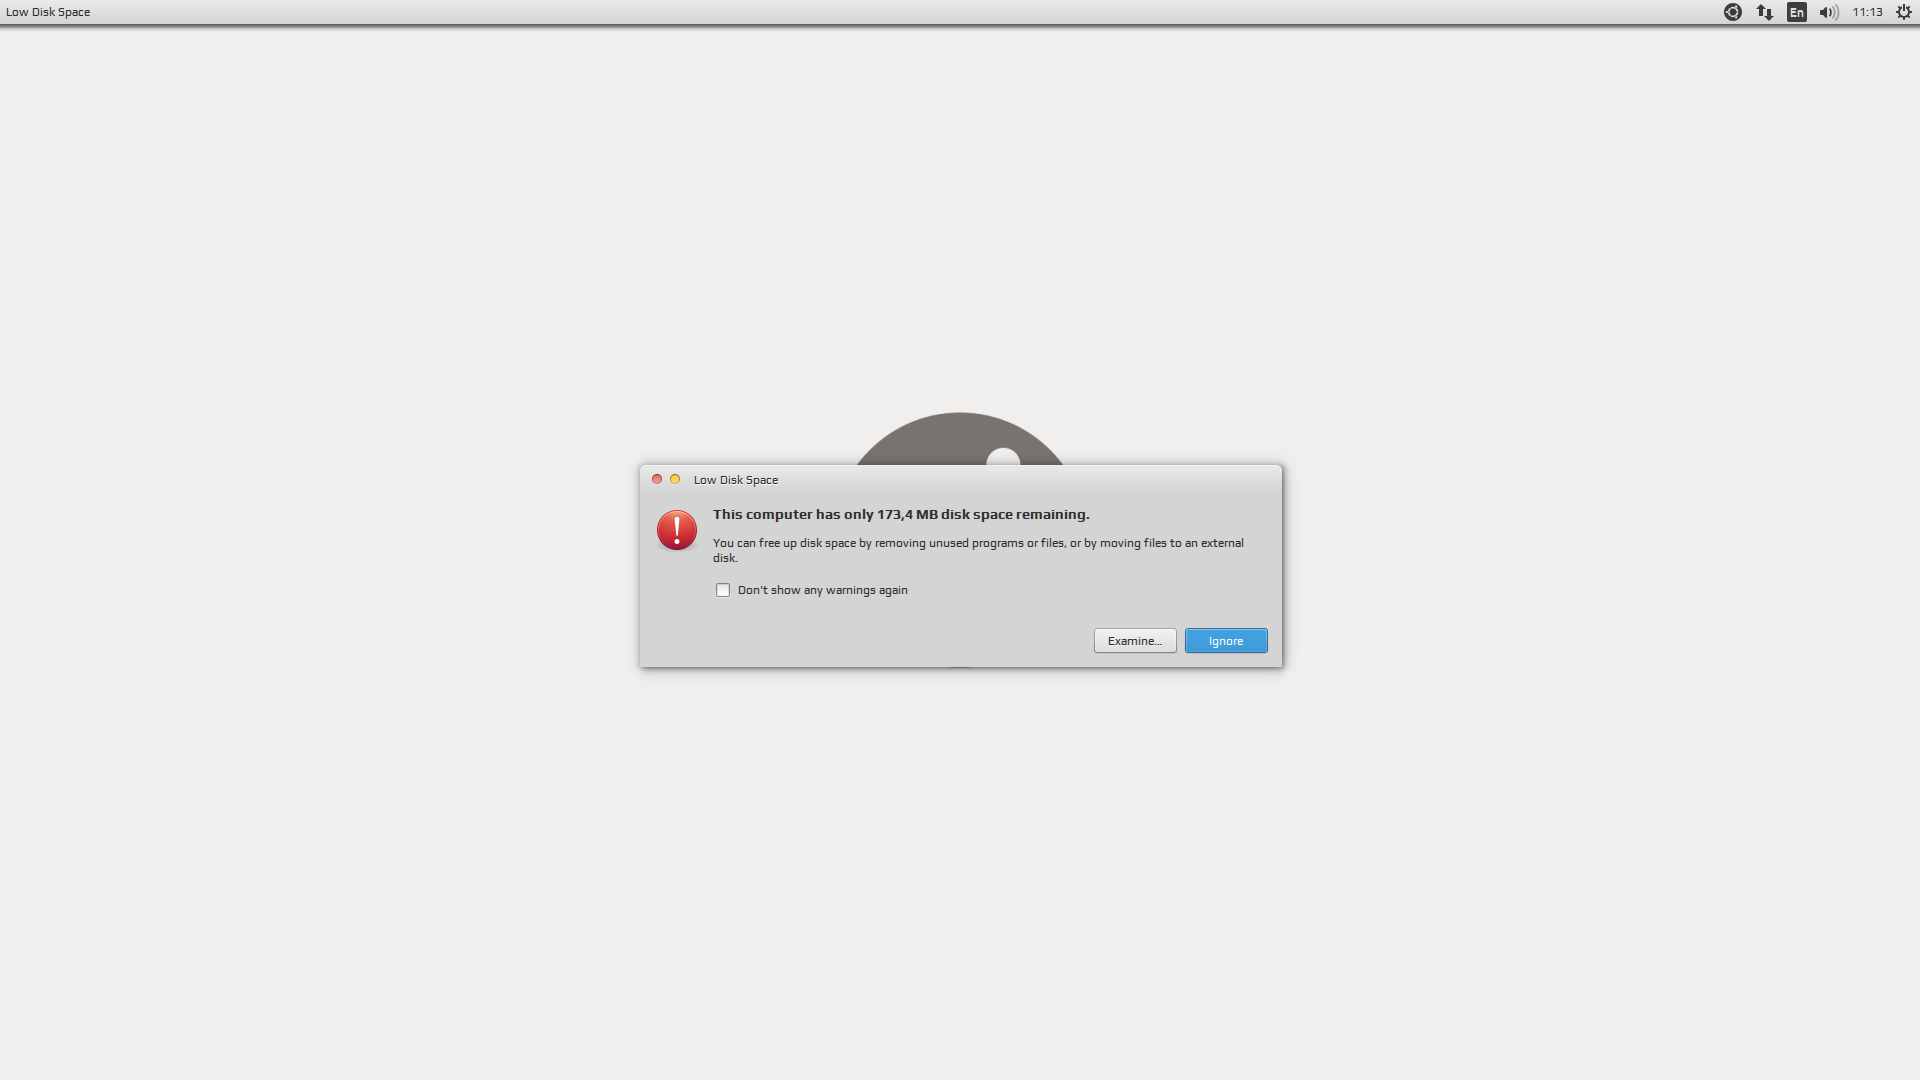 Low Disk Space
En
11:13
Low Disk Space
This computer has only 173,4 MB disk space remaining.
You can free up disk space by removing unused programs or files, or by moving files to an external
disk.
Don't show any warnings again
Examine...
Ignore